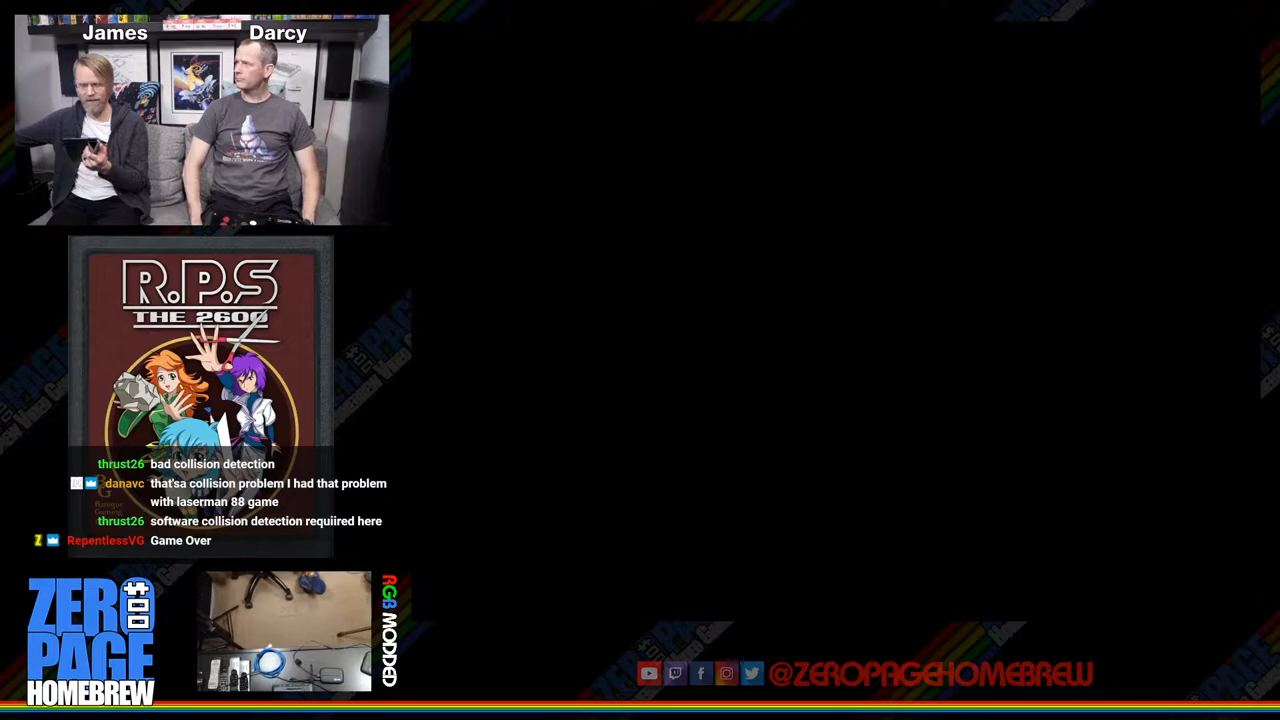 James
Darcy
R.P.S
THE 2600
thrust26 bad collision detection
danavc that'sa collision problem I had that problem
with laserman 88 game
thrust26 software collision detection requiired here
Z RepentlessVG Game Over
ZERO
PAGE
HOMEBREW
RGB MODDED
@ZEROPAGEHOMEBREW